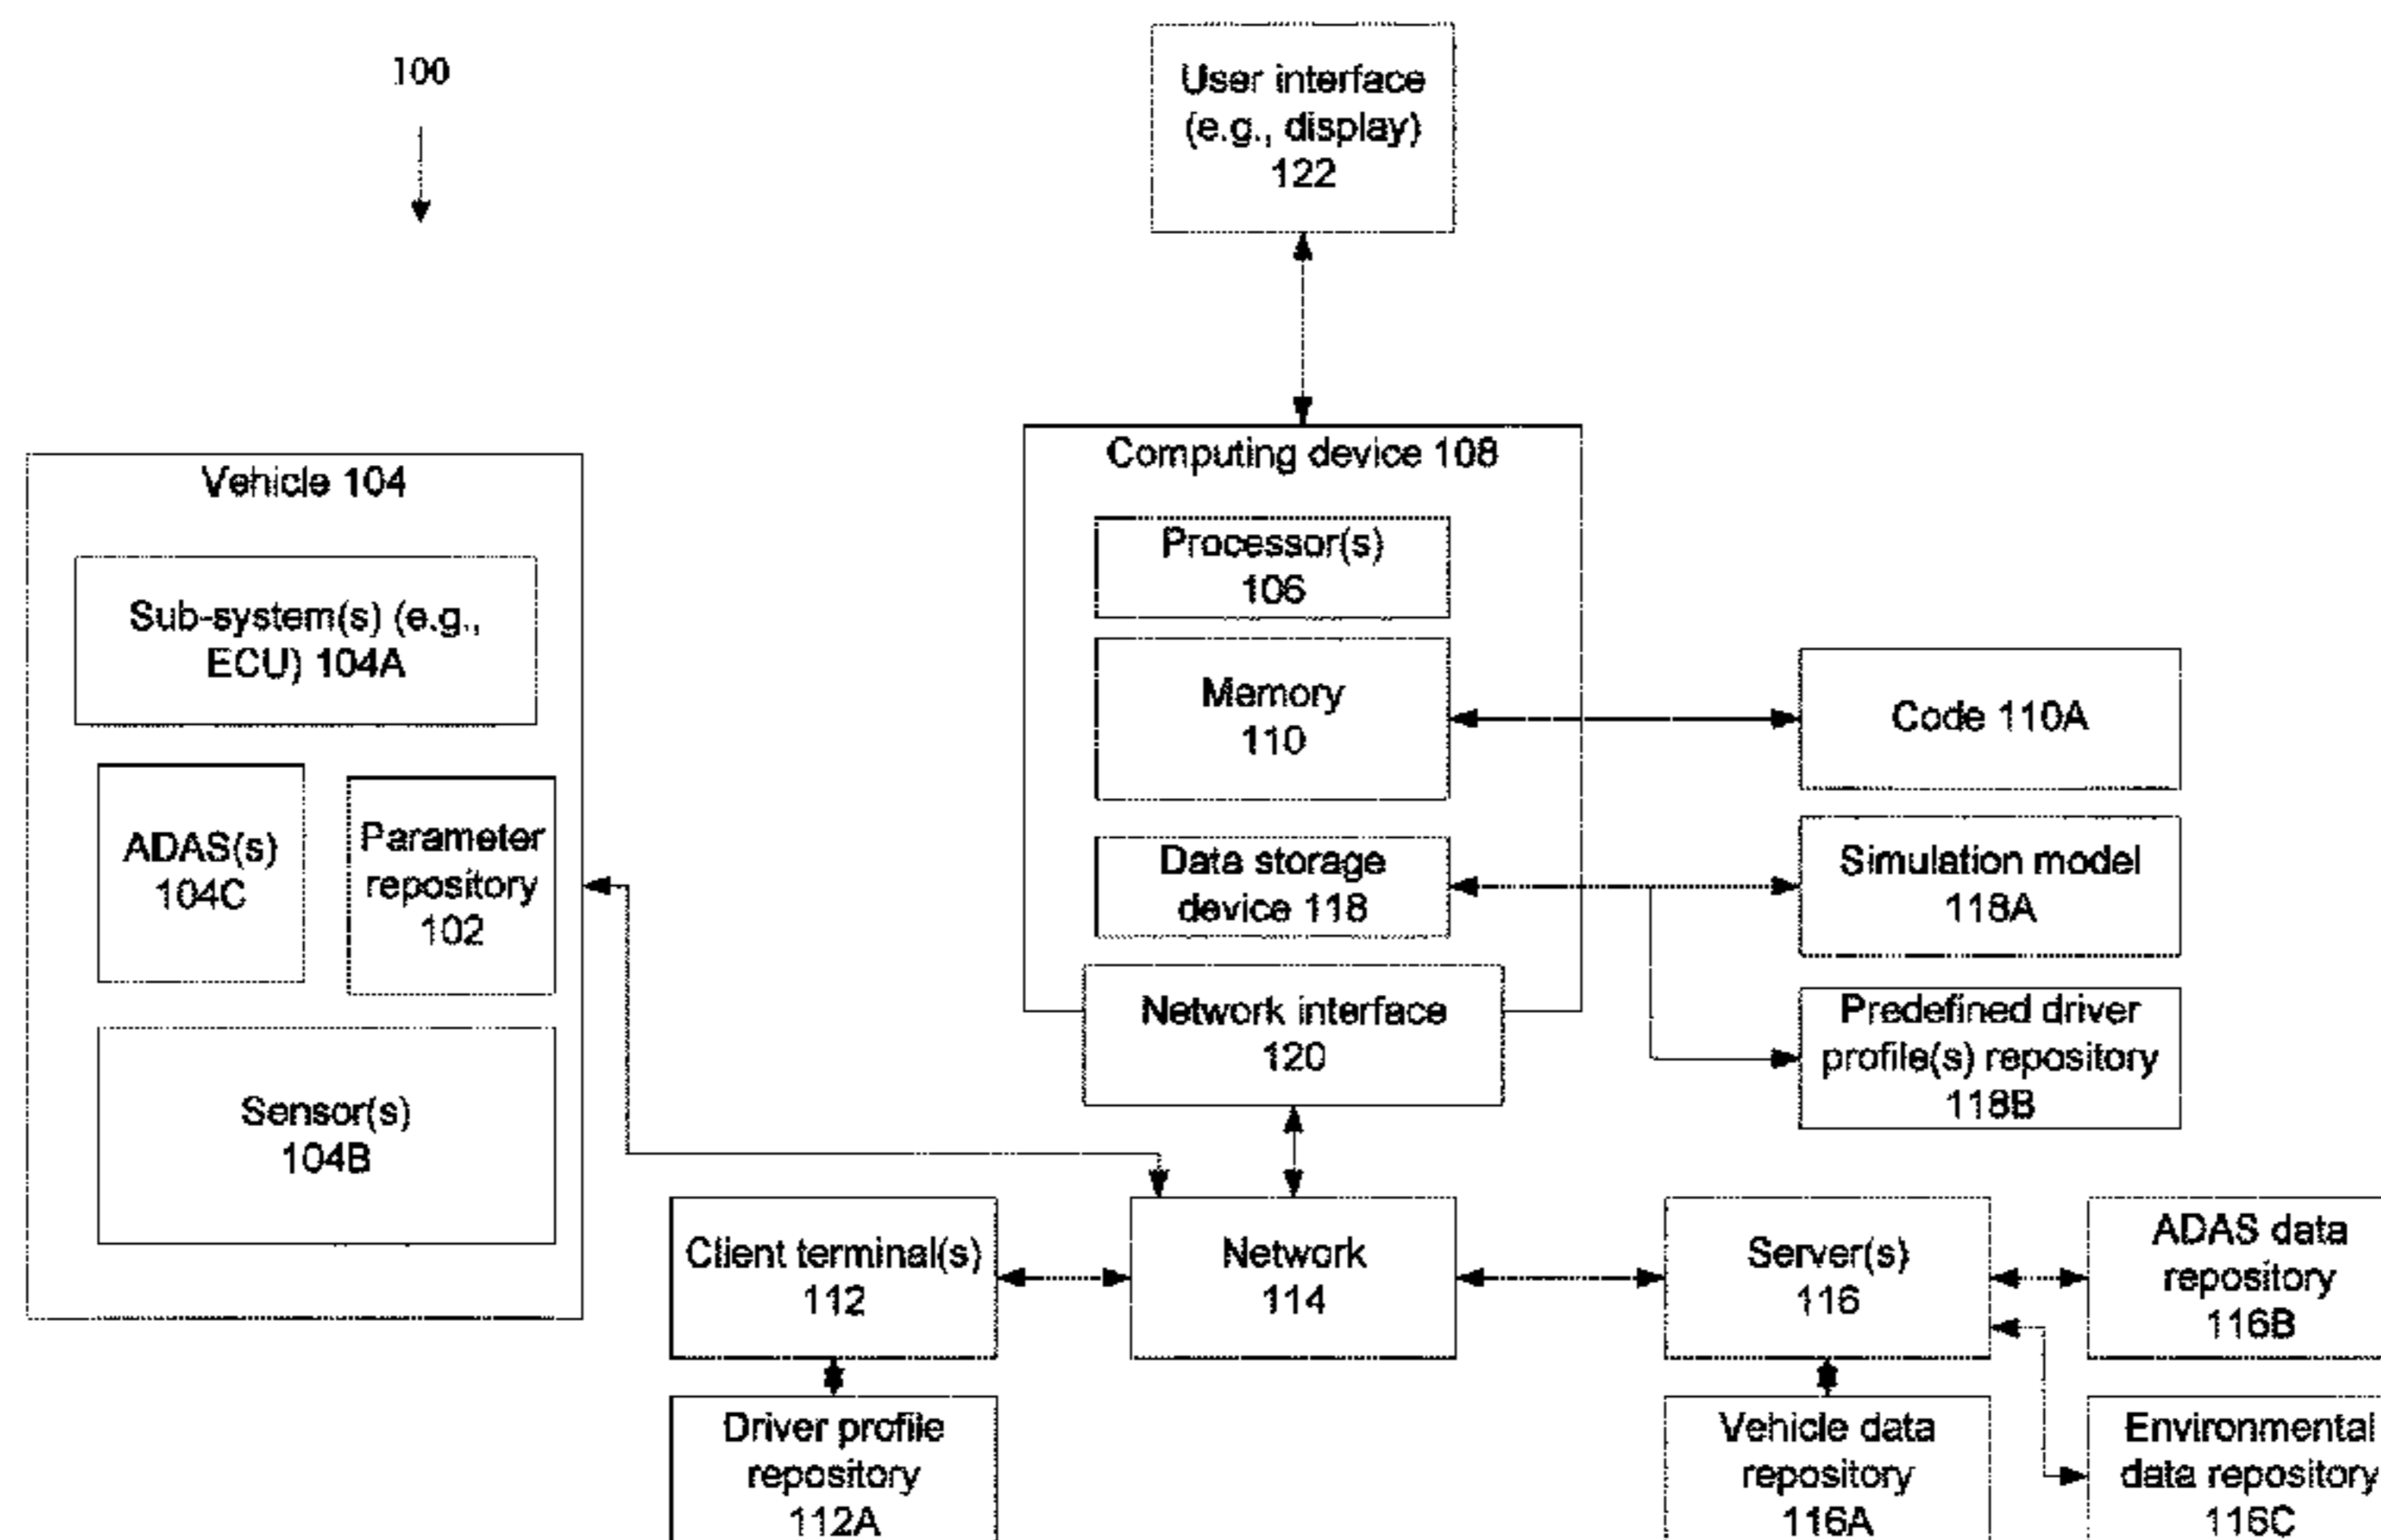 100
User interface
(e.g., display)
122
Computing device 108
Processor(s)
106
Memory
110
Data storage
device 118
Network interface
120
Vehicle 104
Sub-system(s) (e.g.,
ECU) 104A
ADAS(s)
104C
Parameter
repository
102
Sensor(s)
104B
Code 110A
Simulation model
118A
Predefined driver
profile(s) repository
118B
Client terminal(s)
112
Network
114
Server(s)
116
ADAS data
repository
116B
Driver profile
repository
112A
Vehicle data
repository
116A
Environmental
data repository
116C